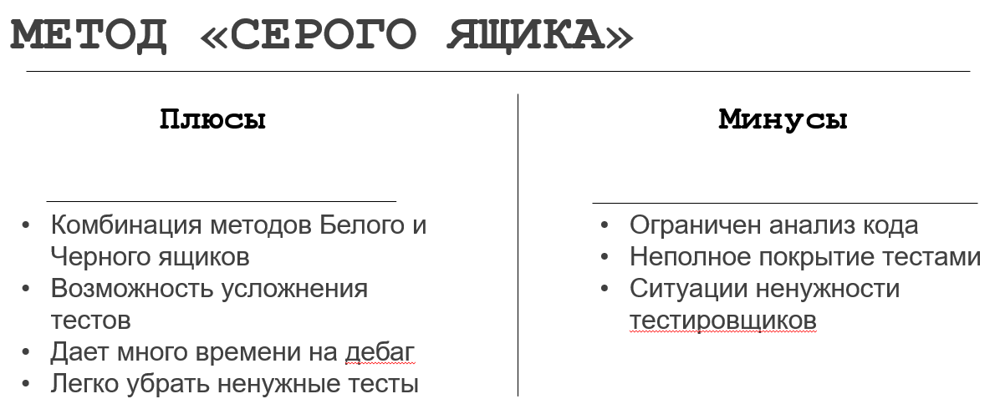 МЕТОД «СЕРОГО ЯЩИКА»
Плюсы
• Комбинация методов Белого и
Черного ящиков
• Возможность усложнения
тестов
• Дает много времени на дебаг
• Легко убрать ненужные тесты
Минусы
• Ограничен анализ кода
• Неполное покрытие тестами
• Ситуации ненужности
тестировщиков